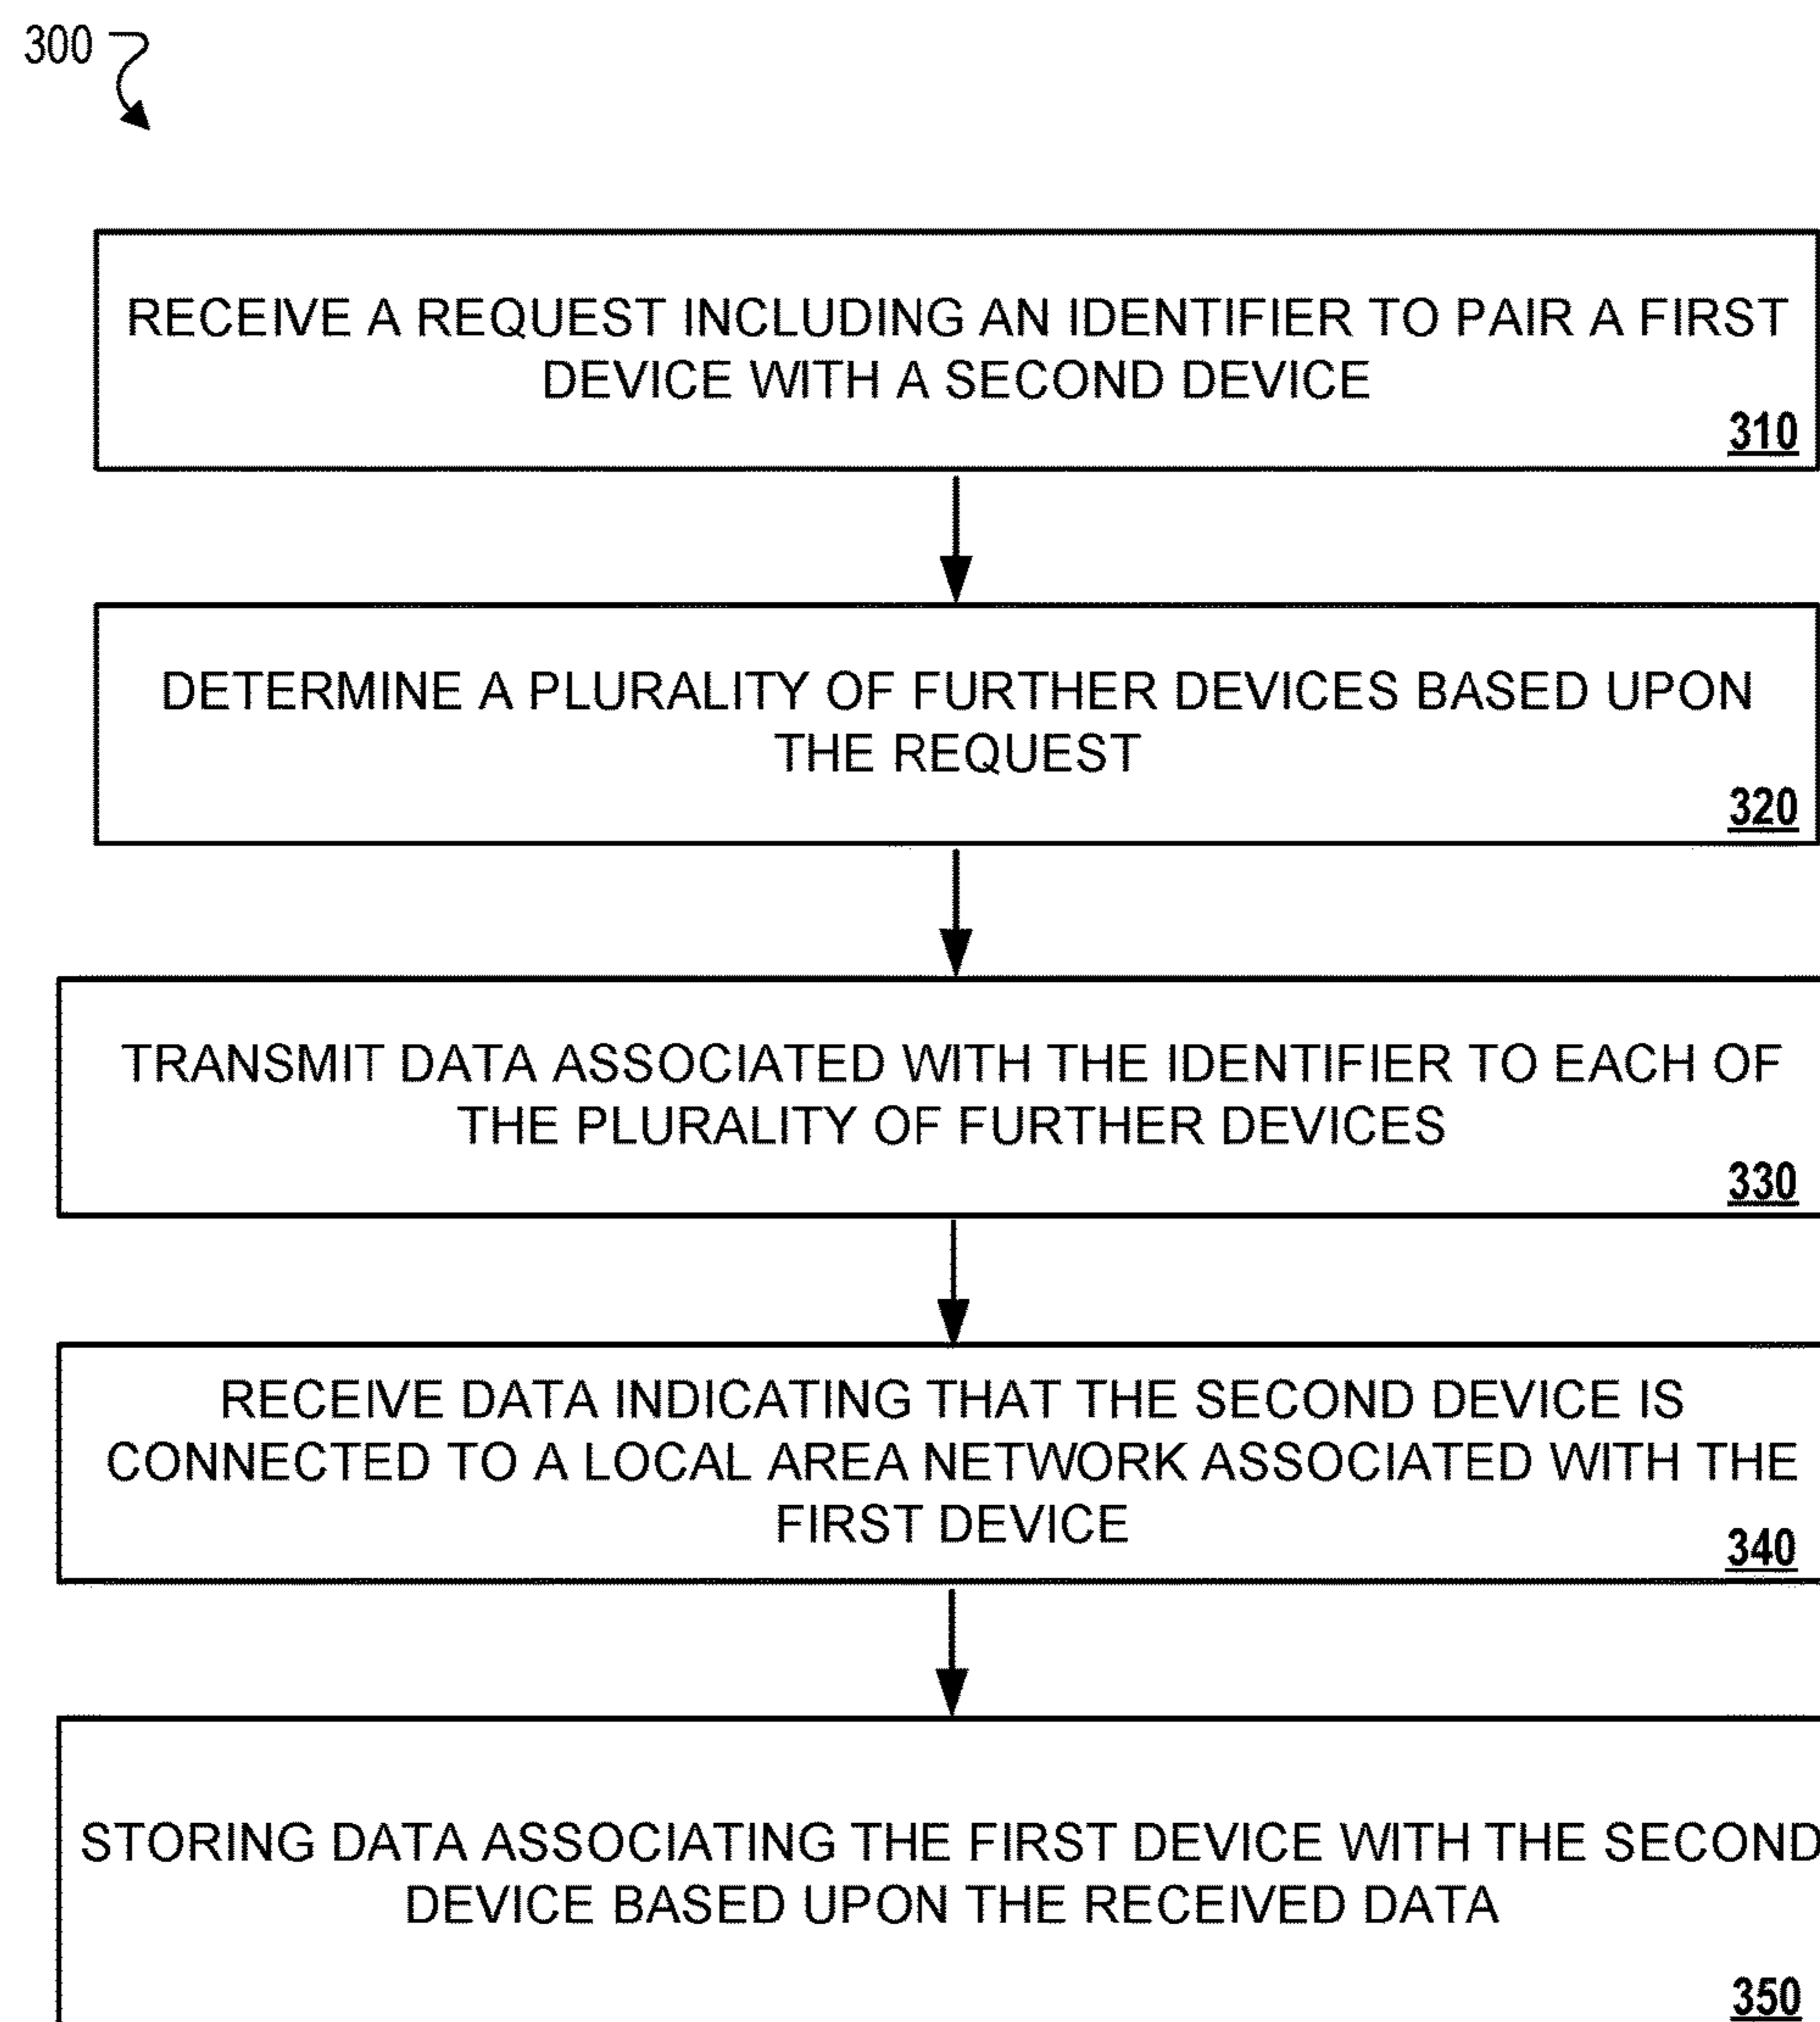 300
RECEIVE A REQUEST INCLUDING AN IDENTIFIER TO PAIR A FIRST
DEVICE WITH A SECOND DEVICE
310
DETERMINE A PLURALITY OF FURTHER DEVICES BASED UPON
THE REQUEST
320
TRANSMIT DATA ASSOCIATED WITH THE IDENTIFIER TO EACH OF
THE PLURALITY OF FURTHER DEVICES
330
RECEIVE DATA INDICATING THAT THE SECOND DEVICE IS
CONNECTED TO A LOCAL AREA NETWORK ASSOCIATED WITH THE
FIRST DEVICE
340
STORING DATA ASSOCIATING THE FIRST DEVICE WITH THE SECOND
DEVICE BASED UPON THE RECEIVED DATA
350